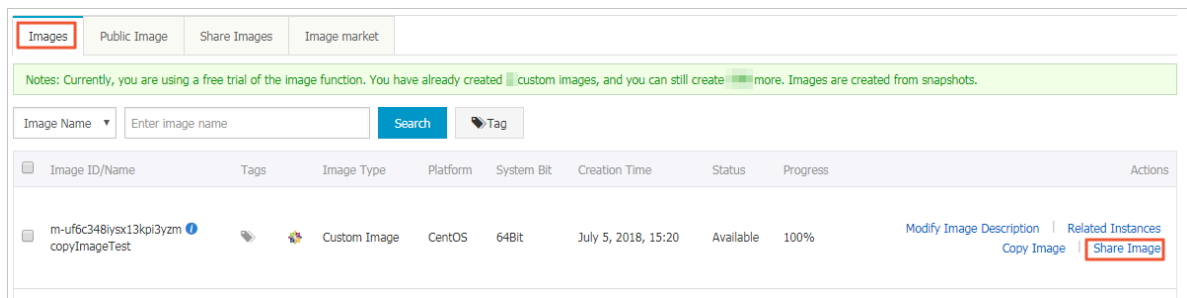 Images Public Image Share Images Image market
Notes: Currently, you are using a free trial of the image function. You have already created custom images, and you can still create more. Images are created from snapshots.
Image Name Enter image name Search Tag
Image ID/Name Tags Image Type Platform System Bit Creation Time Status Progress Actions
m-uf6c348iysx13kpi3yzm Custom Image CentOS 64Bit July 5, 2018, 15:20 Available 100% Modify Image Description | Related Instances
copyImageTest Copy Image | Share Image